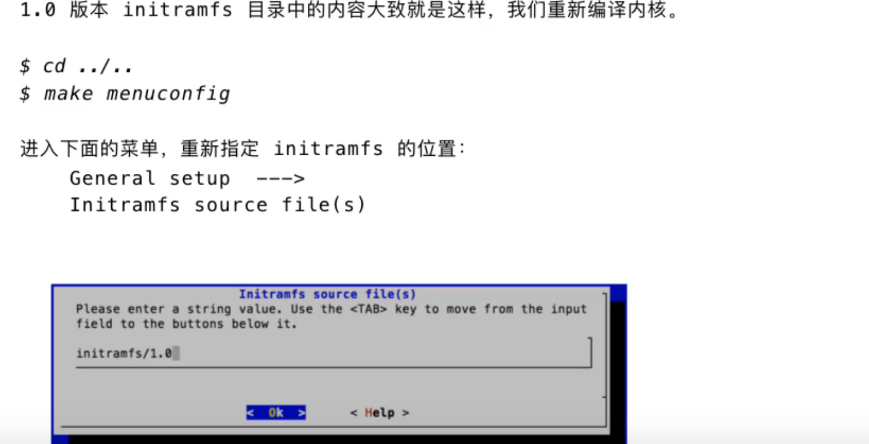 1.0 版本 initramfs 目录中的内容大致就是这样，我们重新编译内核。
$ cd ../..
$ make menuconfig
进入下面的菜单，重新指定 initramfs 的位置：
General setup --->
Initramfs source file(s)
Initramfs source file(s)
Please enter a string value. Use the <TAB> key to move from the input
field to the buttons below it.
initramfs/1.0
< Ok > < Help >